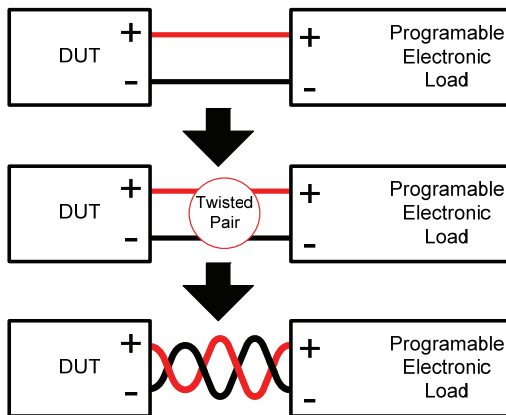 DUT
+
-
+
-
Programable
Electronic
Load
DUT
+
-
Twisted
Pair
+
-
Programable
Electronic
Load
DUT
+
-
+
-
Programable
Electronic
Load